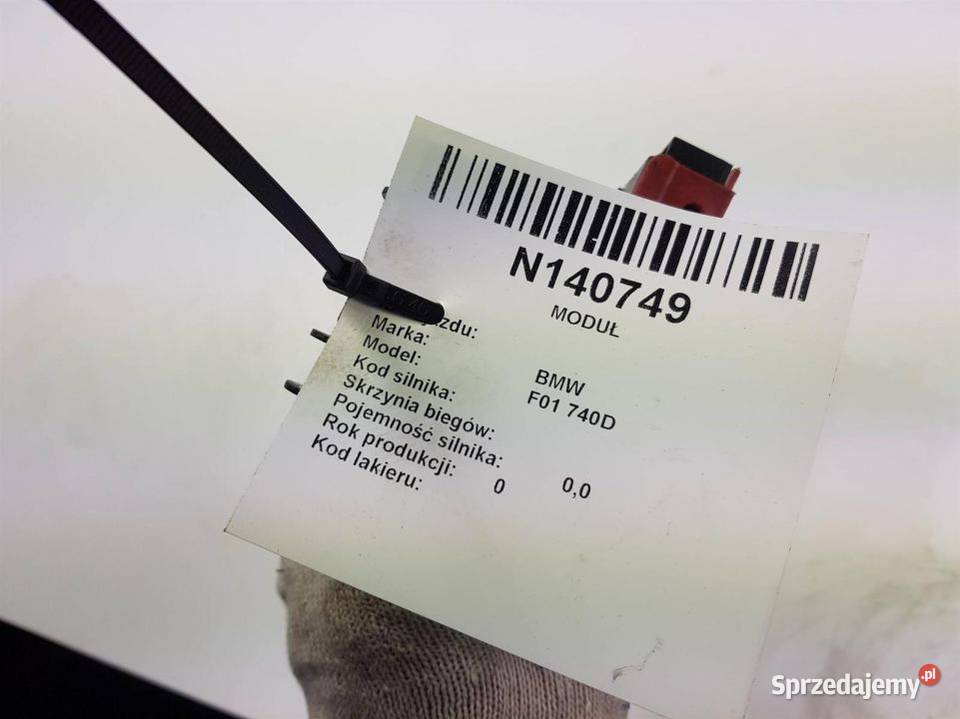 N140749
MODUŁ
Marka: BMW
Model: F01 740D
Kod silnika:
Skrzynia biegów:
Pojemność silnika: 0,0
Rok produkcji: 0
Kod lakieru:
Sprzedajemy.pl